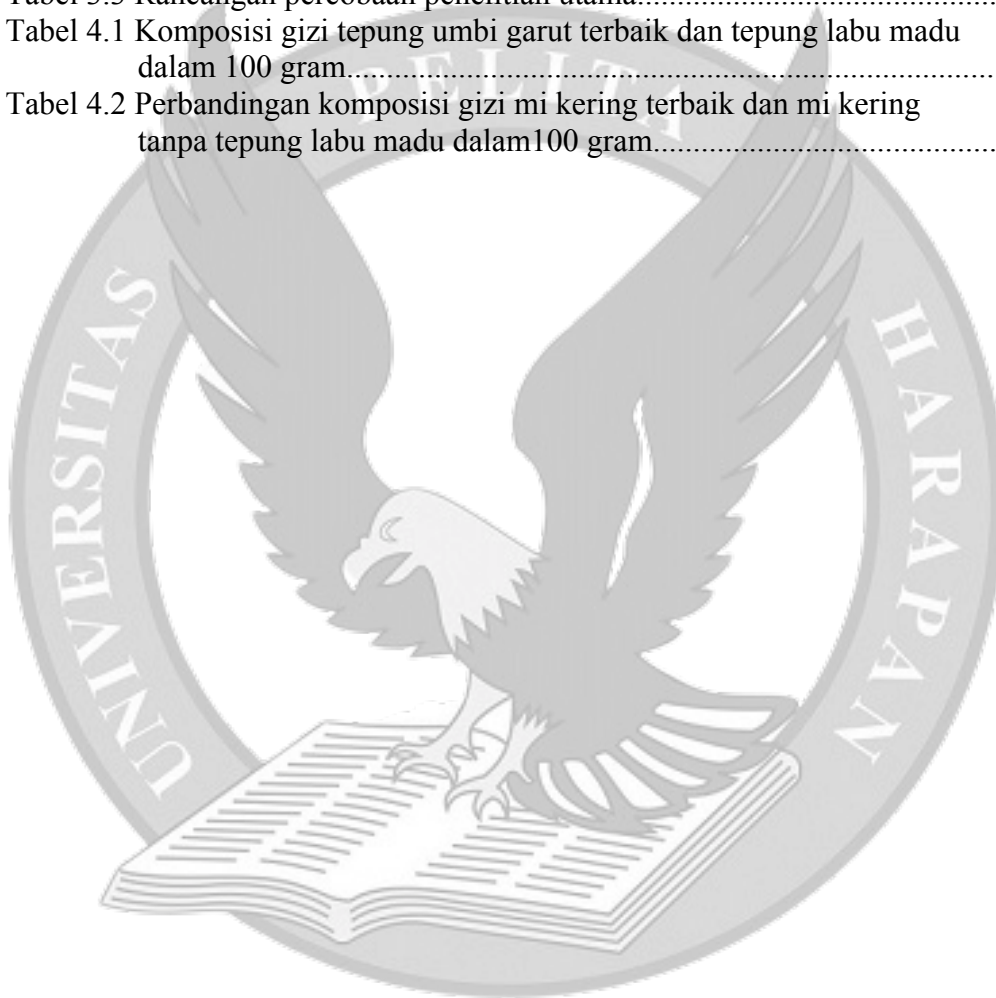 Tabel 3.3 Rancangan percobaan penelitian utama...........................................
Tabel 4.1 Komposisi gizi tepung umbi garut terbaik dan tepung labu madu
dalam 100 gram..................................................................................
Tabel 4.2 Perbandingan komposisi gizi mi kering terbaik dan mi kering
tanpa tepung labu madu dalam100 gram...........................................
UNIVERSITAS PELITA HARAPAN